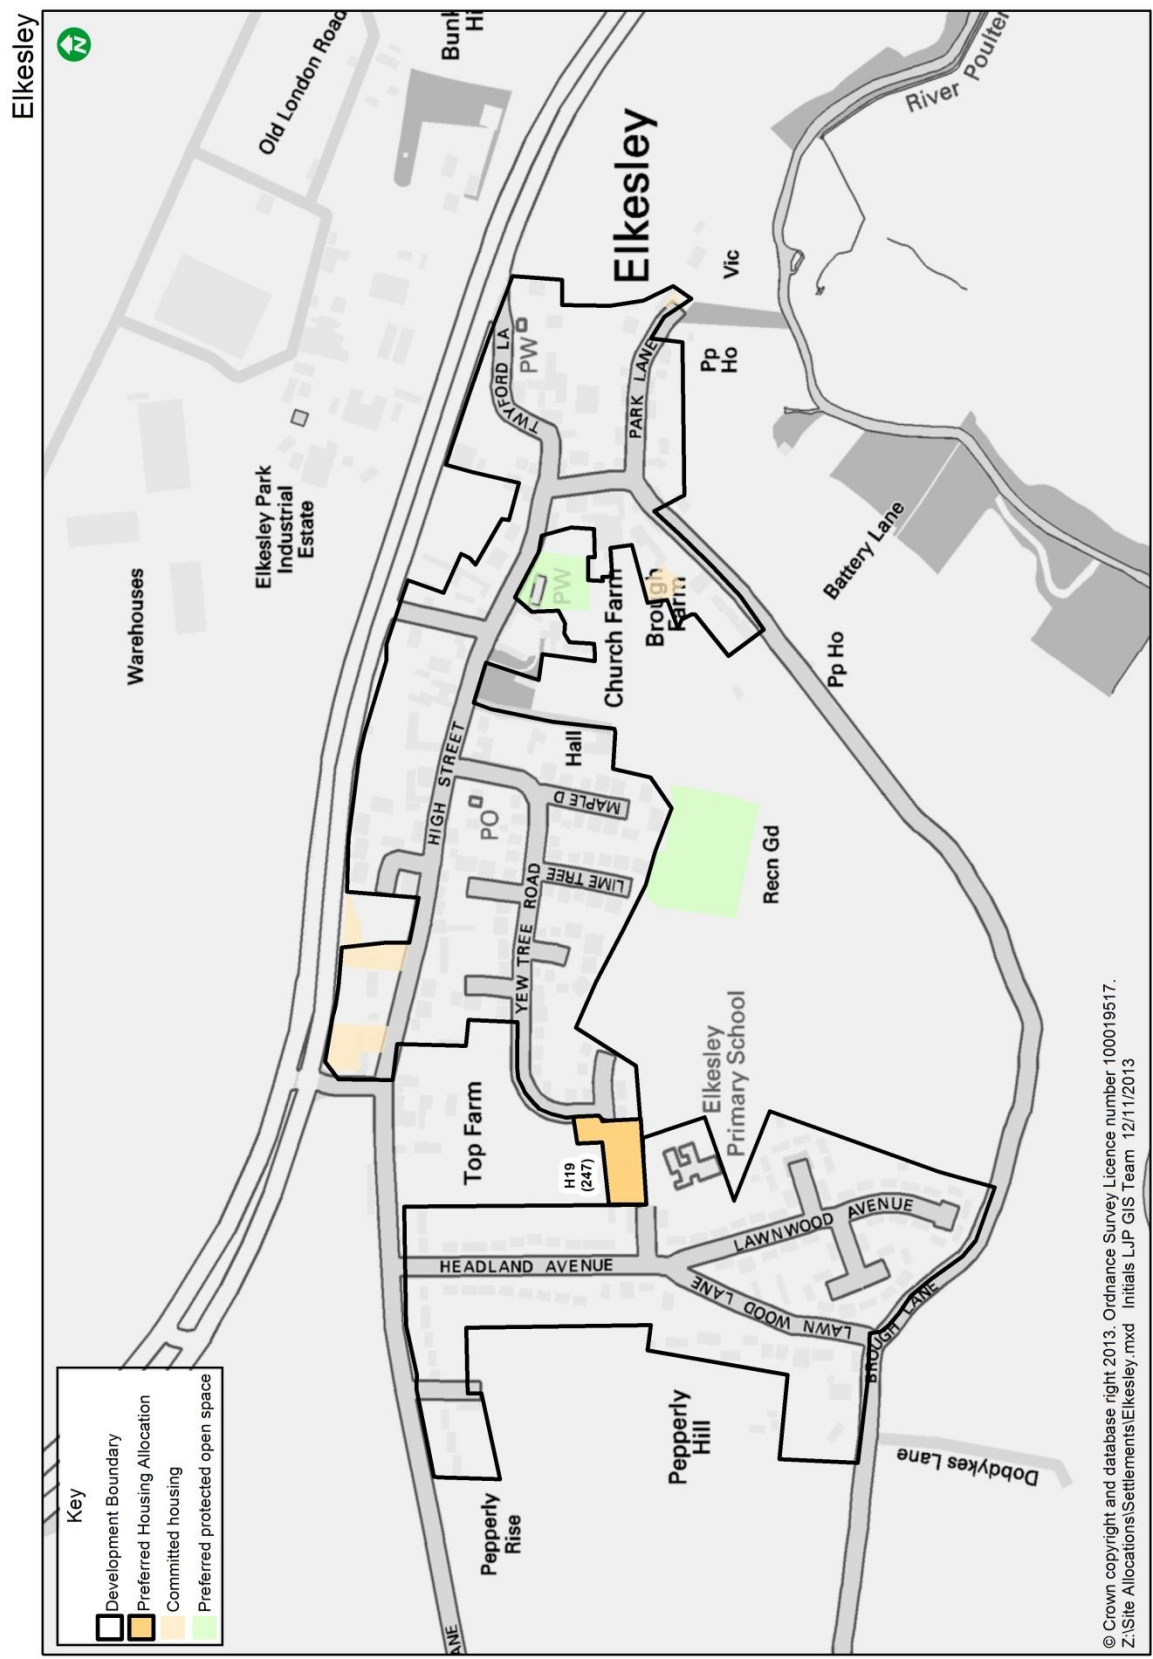 Elkesley
N
Old London Road
Bunk
Hi
River Poulter
Warehouses
Elkesley Park
Industrial
Estate
Elkesley
TWYFORD LA
PW
PARK LANE
Vic
Pp
Ho
PW
Church Farm
Brough
Farm
Battery Lane
Pp Ho
HIGH STREET
Hall
PO
MAPLE D
LIME TREE
YEW TREE ROAD
Recn Gd
Top Farm
H19
(247)
Elkesley
Primary School
HEADLAND AVENUE
LAWNWOOD AVENUE
LAWN WOOD LANE
BROUGH LANE
Pepperly
Hill
Pepperly
Rise
Dobdykes Lane
ANE
Key
Development Boundary
Preferred Housing Allocation
Committed housing
Preferred protected open space
© Crown copyright and database right 2013. Ordnance Survey Licence number 100019517.
Z:\Site Allocations\Settlements\Elkesley.mxd Initials LJP GIS Team 12/11/2013